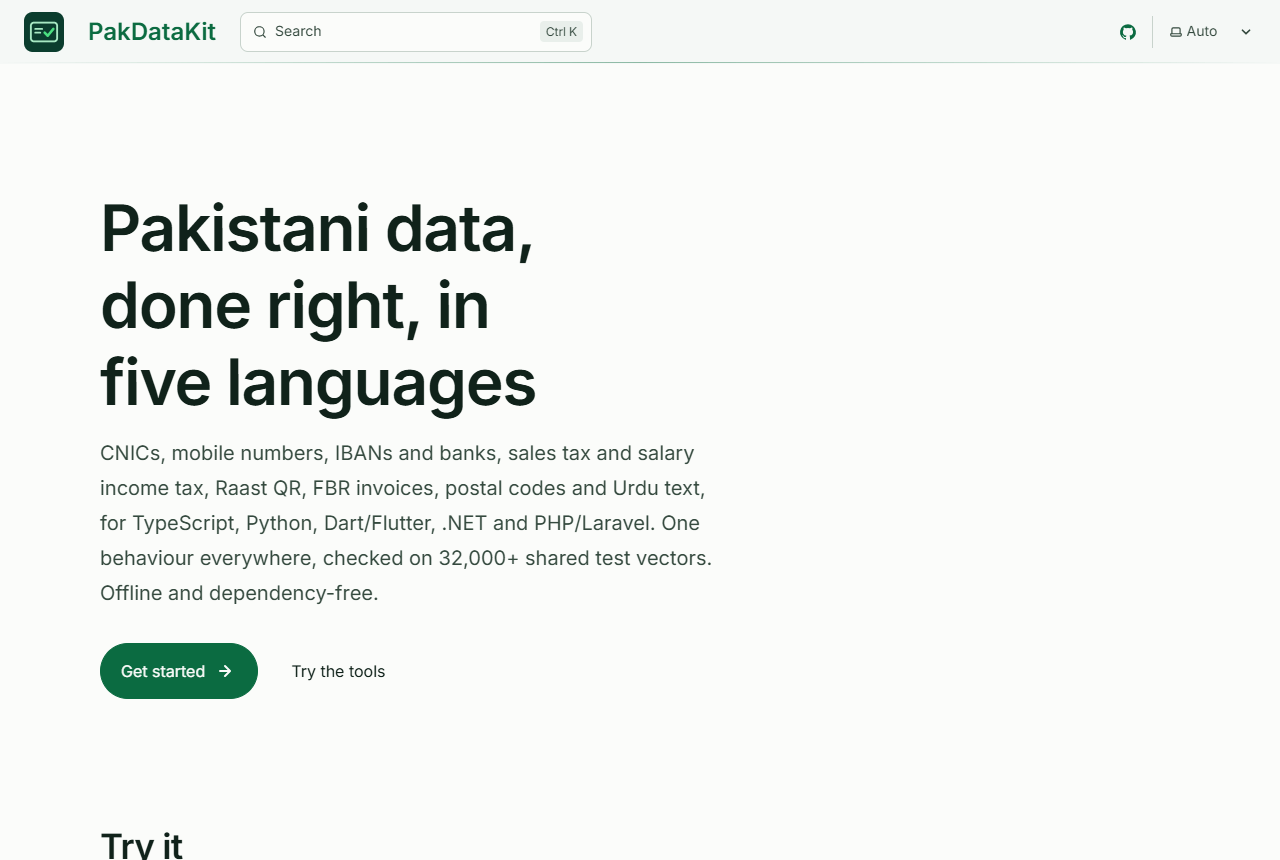 PakDataKit
Search
Ctrl K
Auto
Pakistani data,
done right, in
five languages
CNICs, mobile numbers, IBANs and banks, sales tax and salary
income tax, Raast QR, FBR invoices, postal codes and Urdu text,
for TypeScript, Python, Dart/Flutter, .NET and PHP/Laravel. One
behaviour everywhere, checked on 32,000+ shared test vectors.
Offline and dependency-free.
Get started
Try the tools
Try it